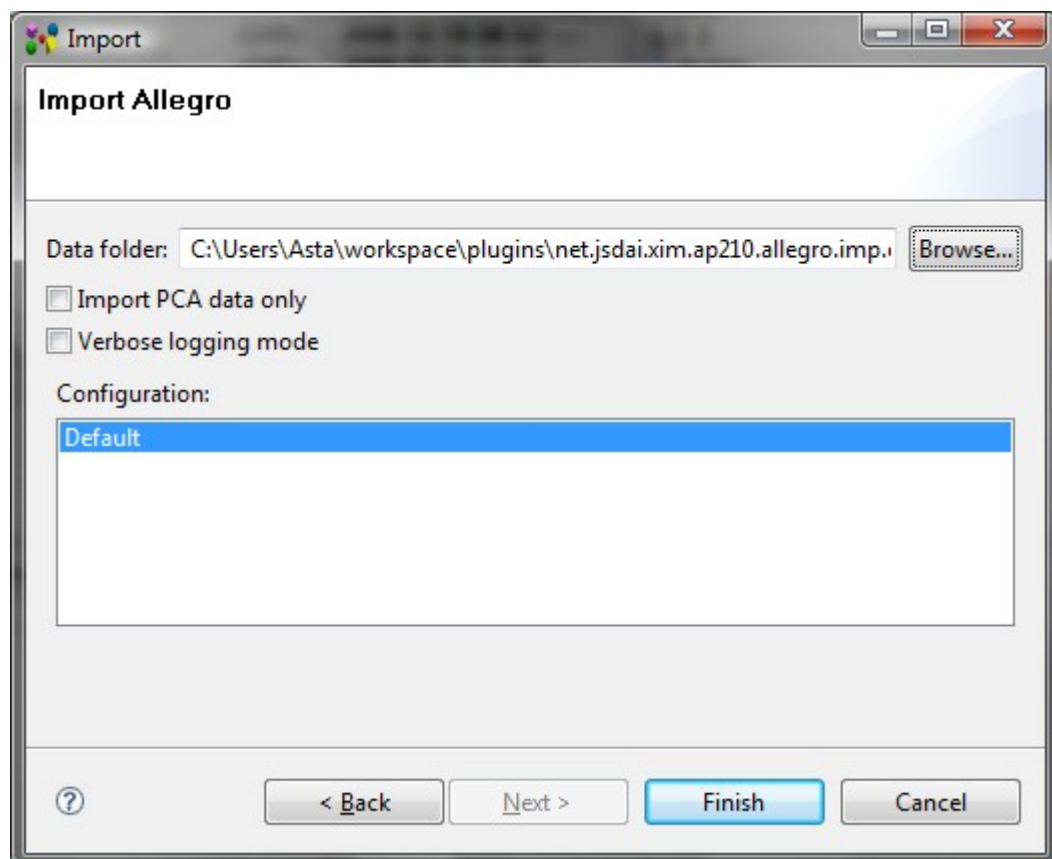 Import
Import Allegro
Data folder: C:\Users\Asta\workspace\plugins\net.jsdai.xim.ap210.allegro.imp. Browse...
Import PCA data only
Verbose logging mode
Configuration:
Default
? < Back Next > Finish Cancel